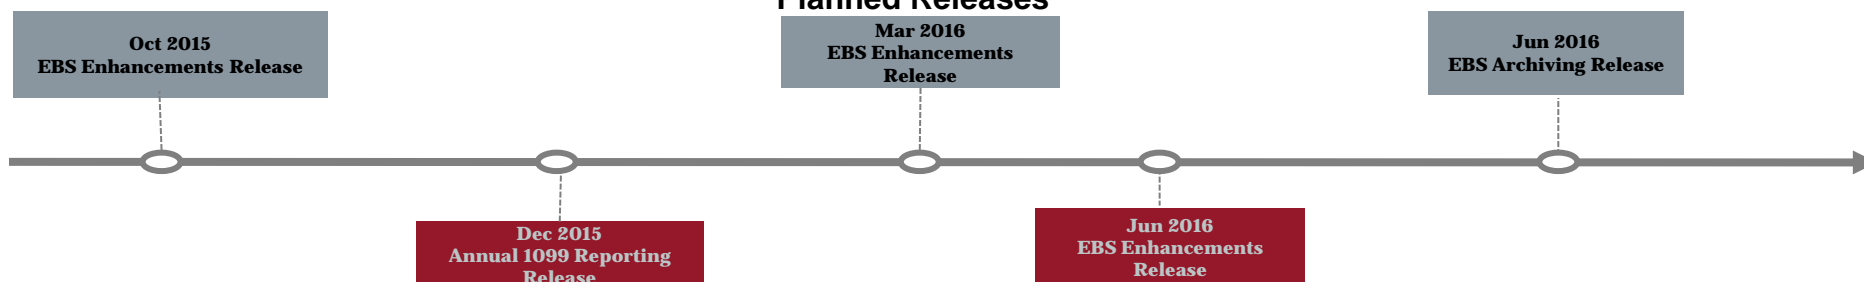 Planned Releases
Oct 2015
EBS Enhancements Release
Mar 2016
EBS Enhancements
Release
Jun 2016
EBS Archiving Release
Dec 2015
Annual 1099 Reporting
Release
Jun 2016
EBS Enhancements
Release